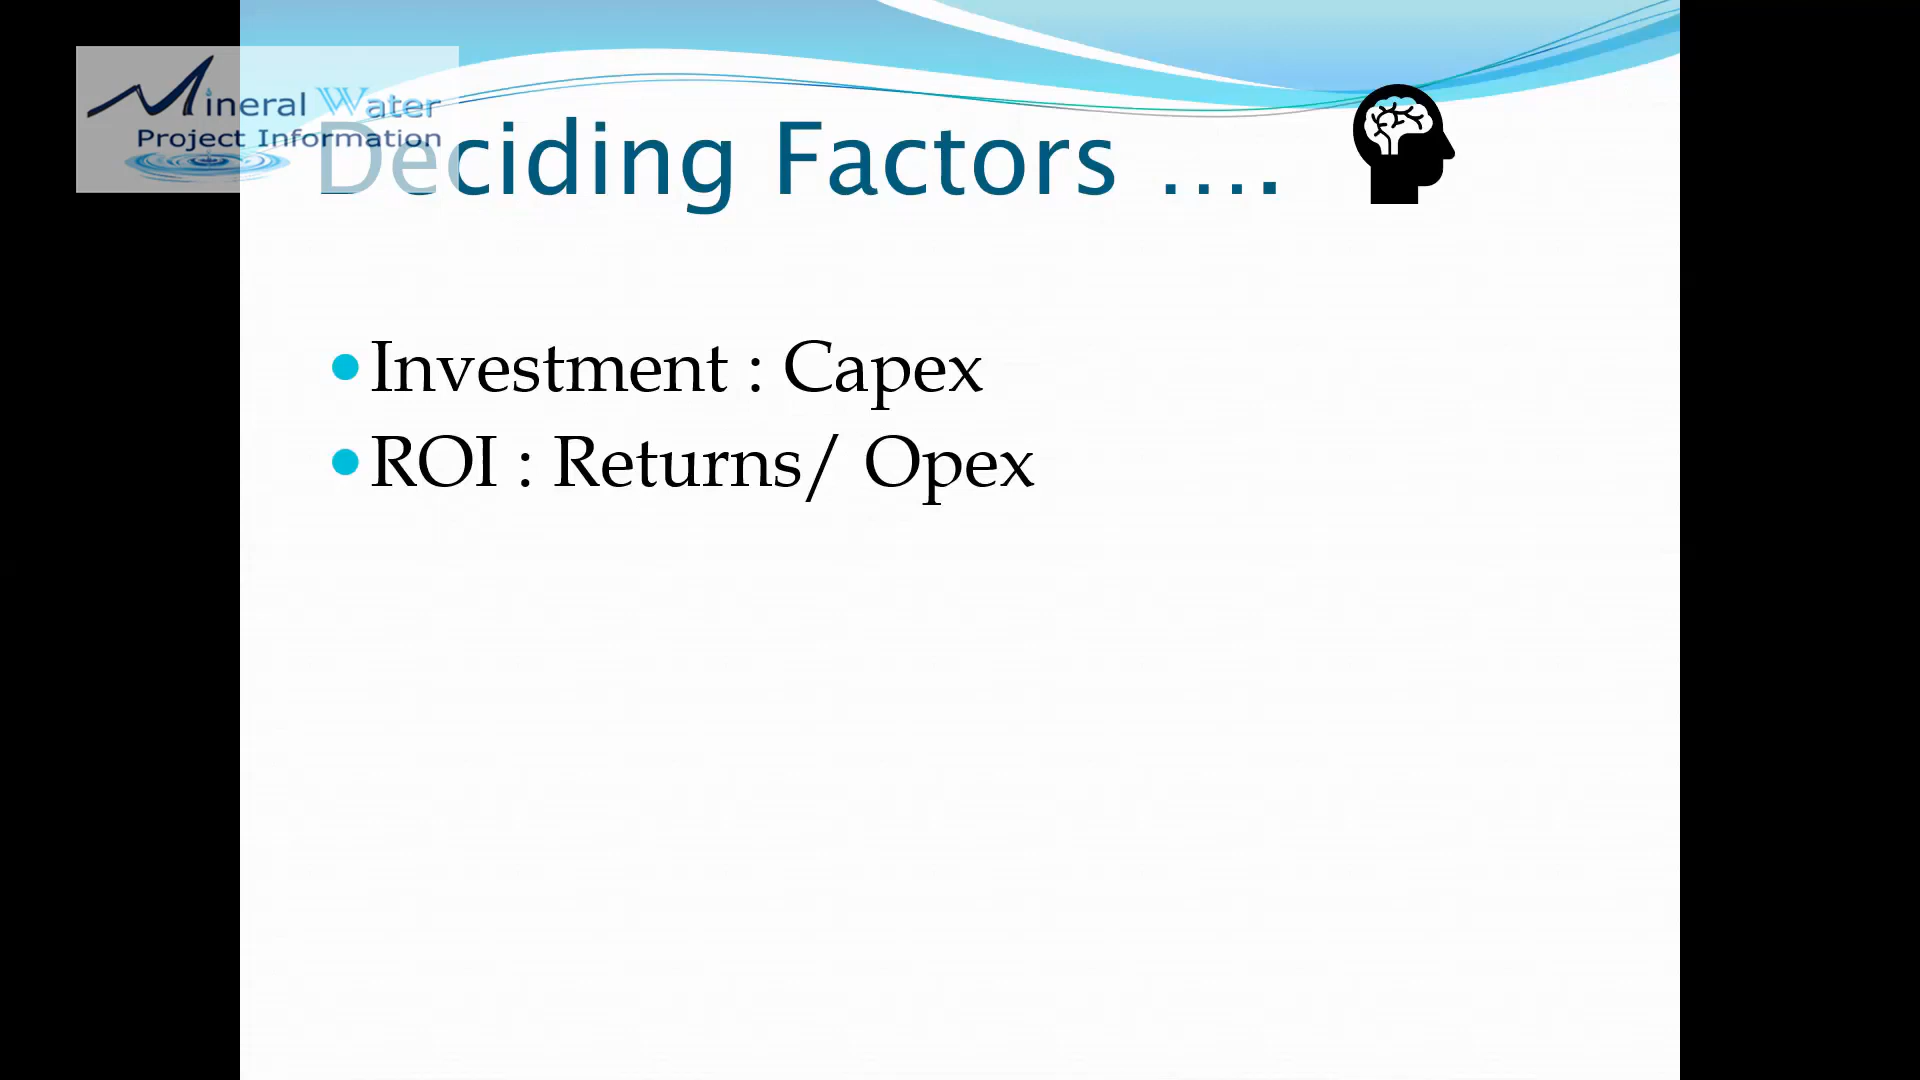 Mineral Water
Project Information
Deciding Factors ....
•Investment : Capex
•ROI : Returns/ Opex